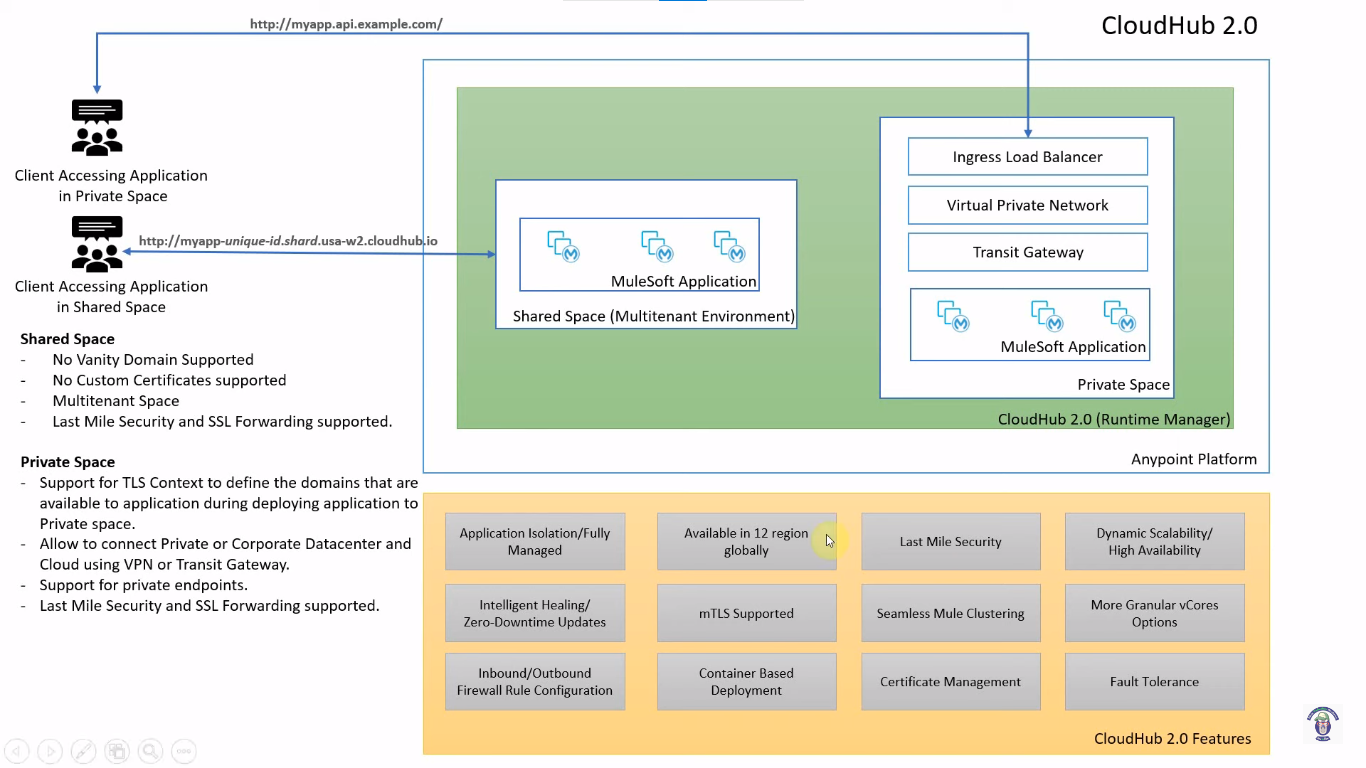 http://myapp.api.example.com/
CloudHub 2.0
Client Accessing Application
in Private Space
http://myapp-unique-id.shard.usa-w2.cloudhub.io
Client Accessing Application
in Shared Space
Ingress Load Balancer
Virtual Private Network
Transit Gateway
MuleSoft Application
Shared Space (Multitenant Environment)
MuleSoft Application
Private Space
CloudHub 2.0 (Runtime Manager)
Anypoint Platform
Shared Space
- No Vanity Domain Supported
- No Custom Certificates supported
- Multitenant Space
- Last Mile Security and SSL Forwarding supported.
Private Space
- Support for TLS Context to define the domains that are
available to application during deploying application to
Private space.
- Allow to connect Private or Corporate Datacenter and
Cloud using VPN or Transit Gateway.
- Support for private endpoints.
- Last Mile Security and SSL Forwarding supported.
Application Isolation/Fully
Managed
Available in 12 region
globally
Last Mile Security
Dynamic Scalability/
High Availability
Intelligent Healing/
Zero-Downtime Updates
mTLS Supported
Seamless Mule Clustering
More Granular vCores
Options
Inbound/Outbound
Firewall Rule Configuration
Container Based
Deployment
Certificate Management
Fault Tolerance
CloudHub 2.0 Features